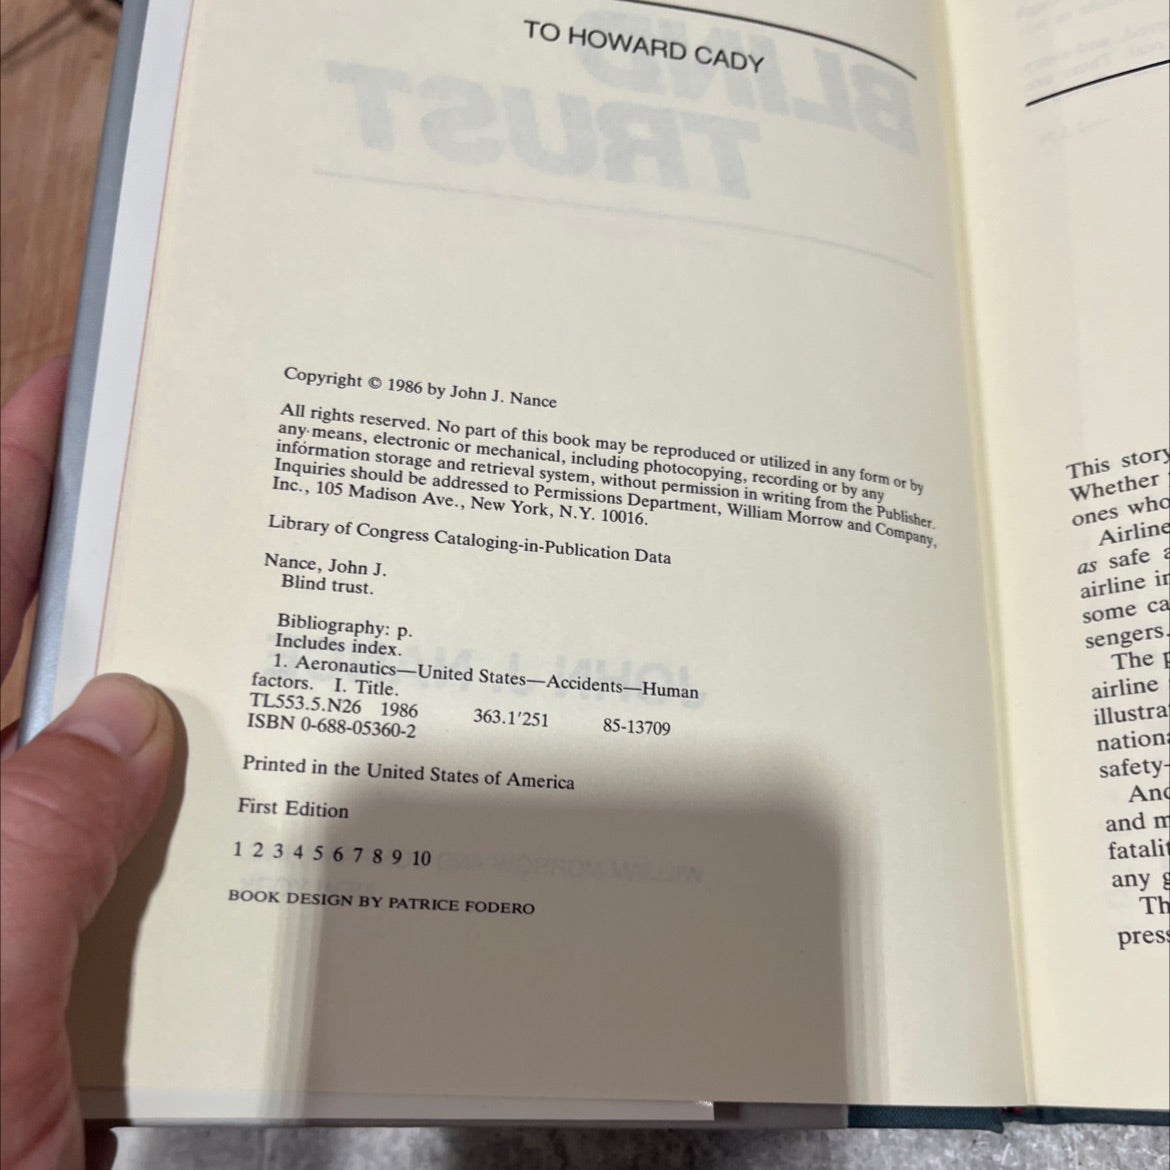 TO HOWARD CADY
BLIND
TRUST
Copyright © 1986 by John J. Nance
All rights reserved. No part of this book may be reproduced or utilized in any form or by
any means, electronic or mechanical, including photocopying, recording or by any
information storage and retrieval system, without permission in writing from the Publisher.
Inquiries should be addressed to Permissions Department, William Morrow and Company,
Inc., 105 Madison Ave., New York, N.Y. 10016.
Library of Congress Cataloging-in-Publication Data
Nance, John J.
Blind trust.
Bibliography: p.
Includes index.
1. Aeronautics—United States—Accidents—Human
factors. I. Title.
TL553.5.N26 1986 363.1'251 85-13709
ISBN 0-688-05360-2
Printed in the United States of America
First Edition
1 2 3 4 5 6 7 8 9 10
BOOK DESIGN BY PATRICE FODERO
This story
Whether
ones who
Airline
as safe
airline
some
sengers.
The
airline
and
any
press